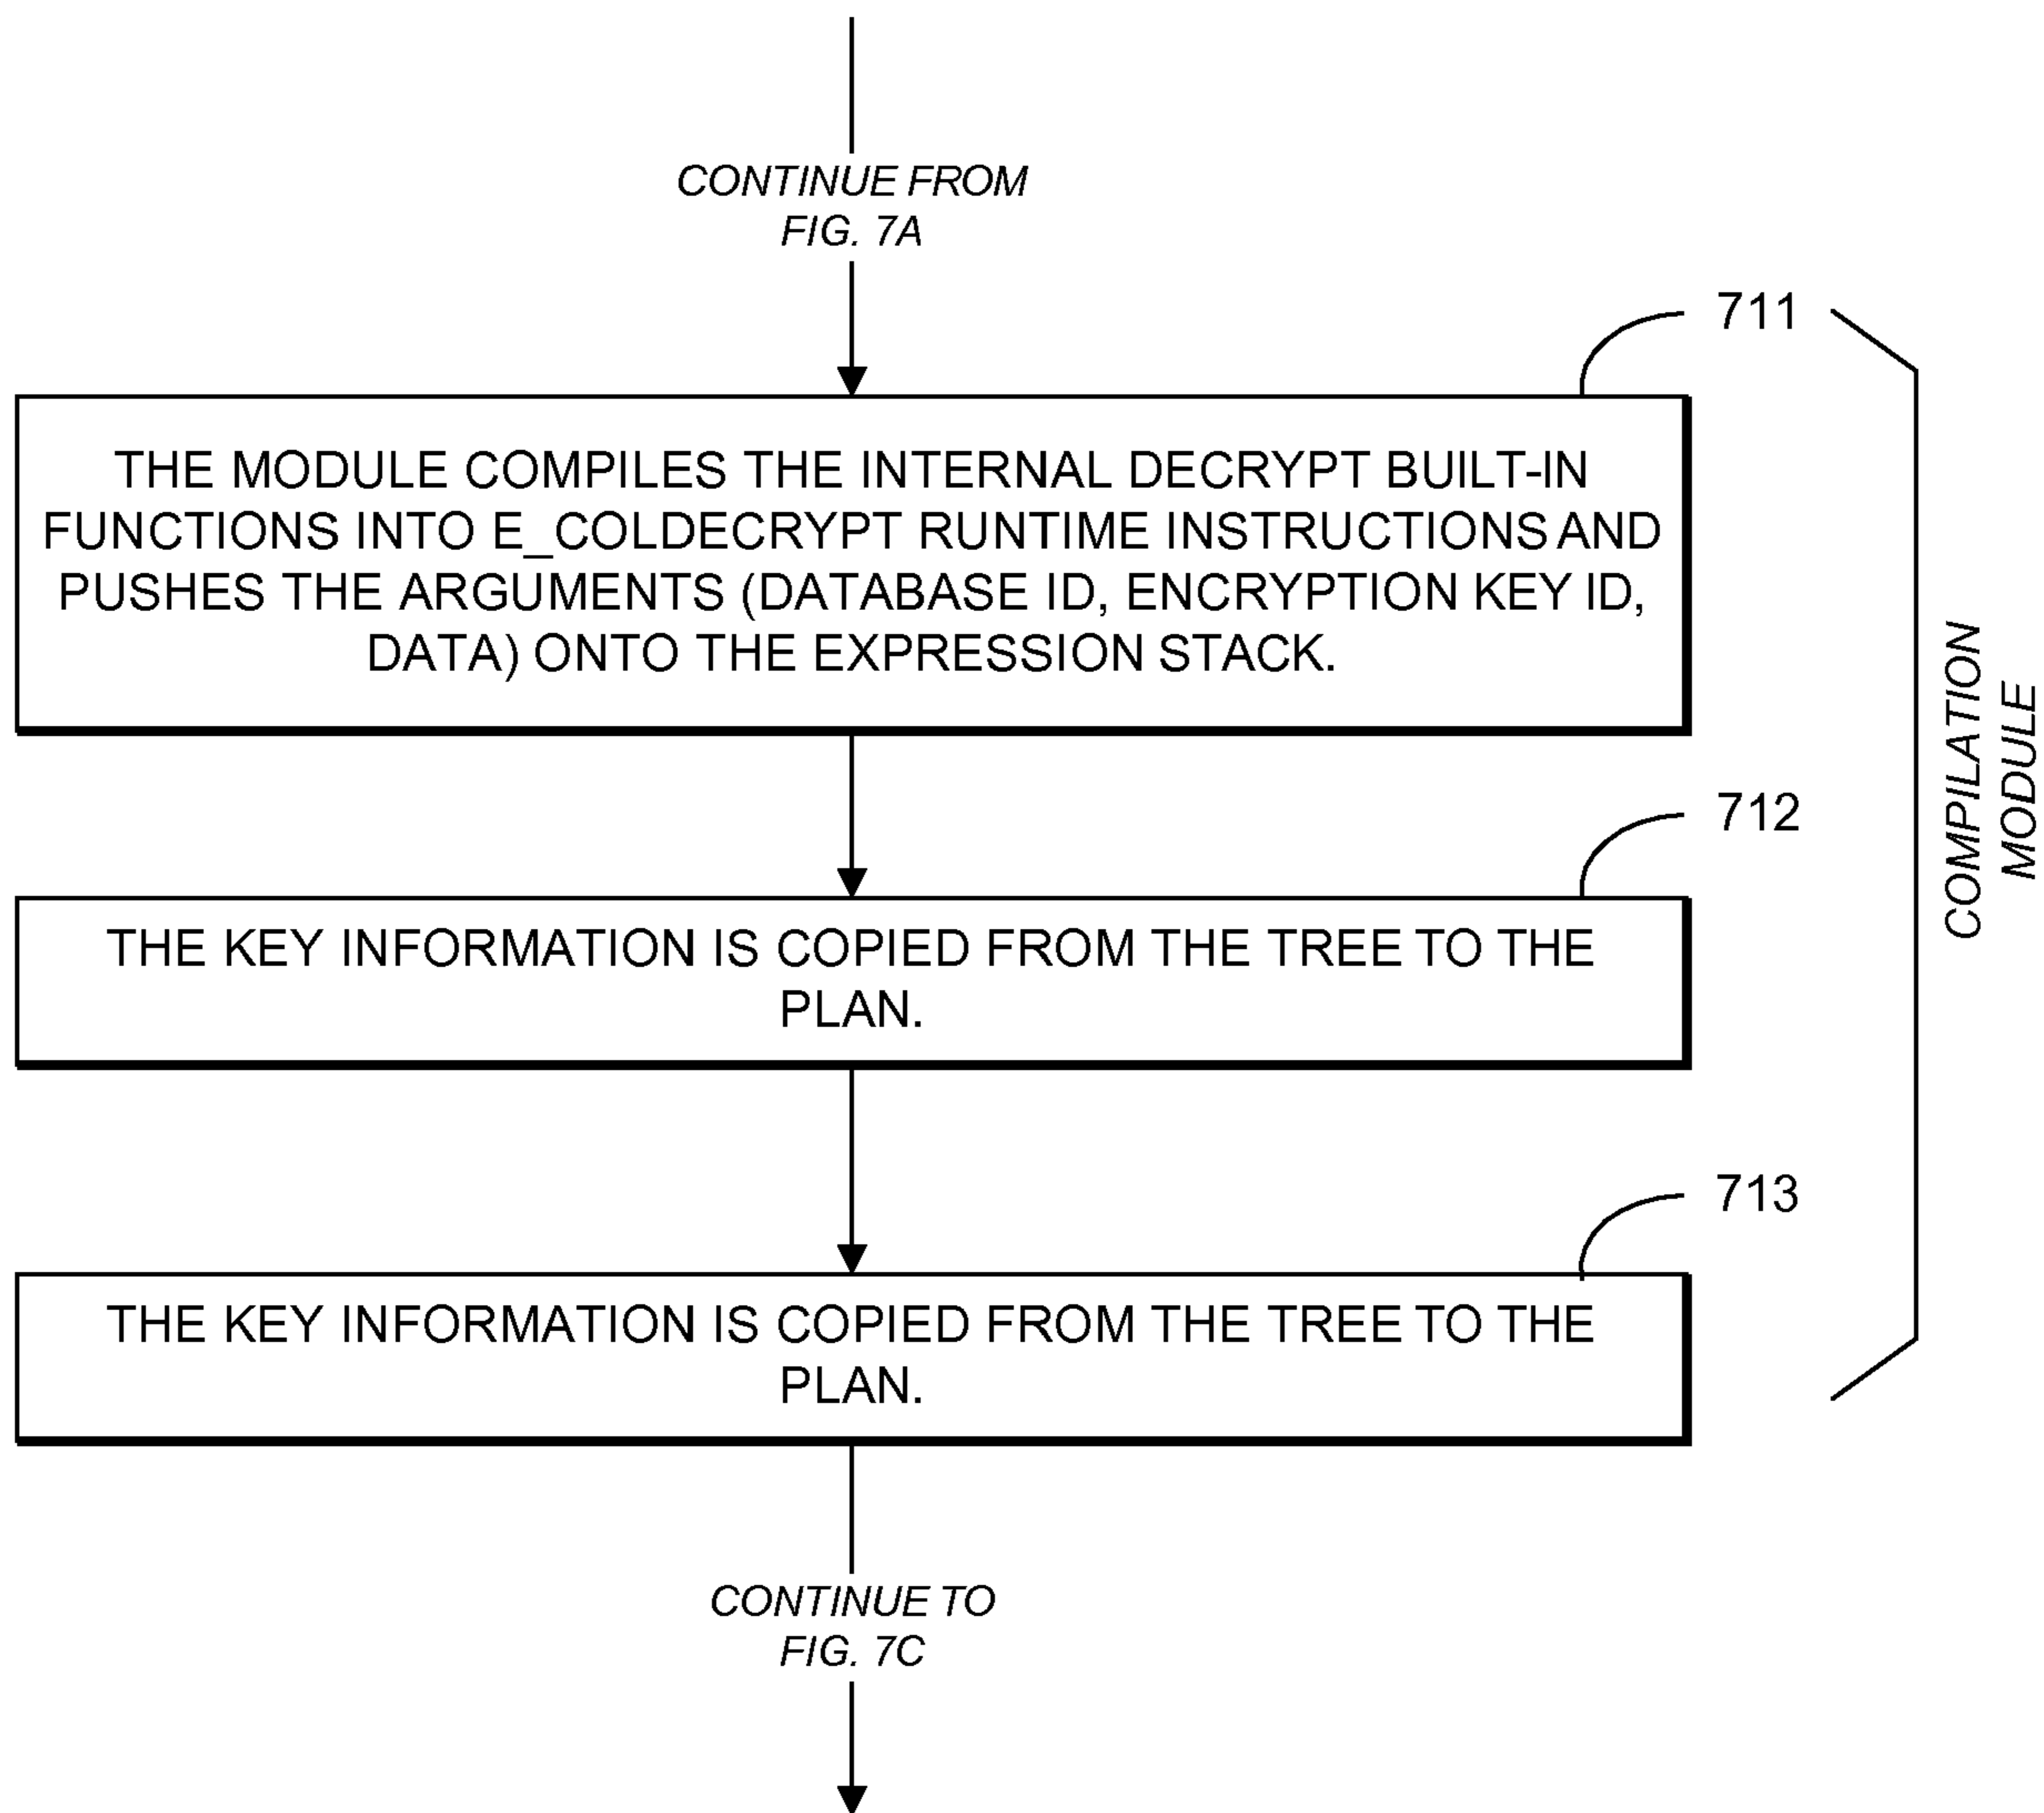 CONTINUE FROM
FIG. 7A
711
THE MODULE COMPILES THE INTERNAL DECRYPT BUILT-IN
FUNCTIONS INTO E_COLDECRYPT RUNTIME INSTRUCTIONS AND
PUSHES THE ARGUMENTS (DATABASE ID, ENCRYPTION KEY ID,
DATA) ONTO THE EXPRESSION STACK.
712
THE KEY INFORMATION IS COPIED FROM THE TREE TO THE
PLAN.
713
THE KEY INFORMATION IS COPIED FROM THE TREE TO THE
PLAN.
COMPILATION
MODULE
CONTINUE TO
FIG. 7C